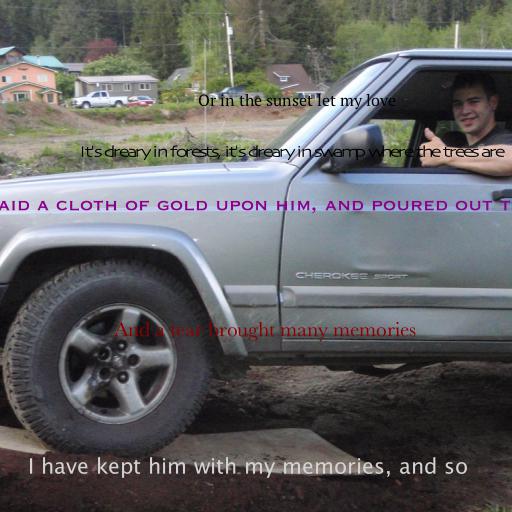 Or in the sunset let my love
It's dreary in forests, it's dreary in swamp where the trees are
AID A CLOTH OF GOLD UPON HIM, AND POURED OUT T
CHEROKEE SPORT
And a tear brought many memories
I have kept him with my memories, and so